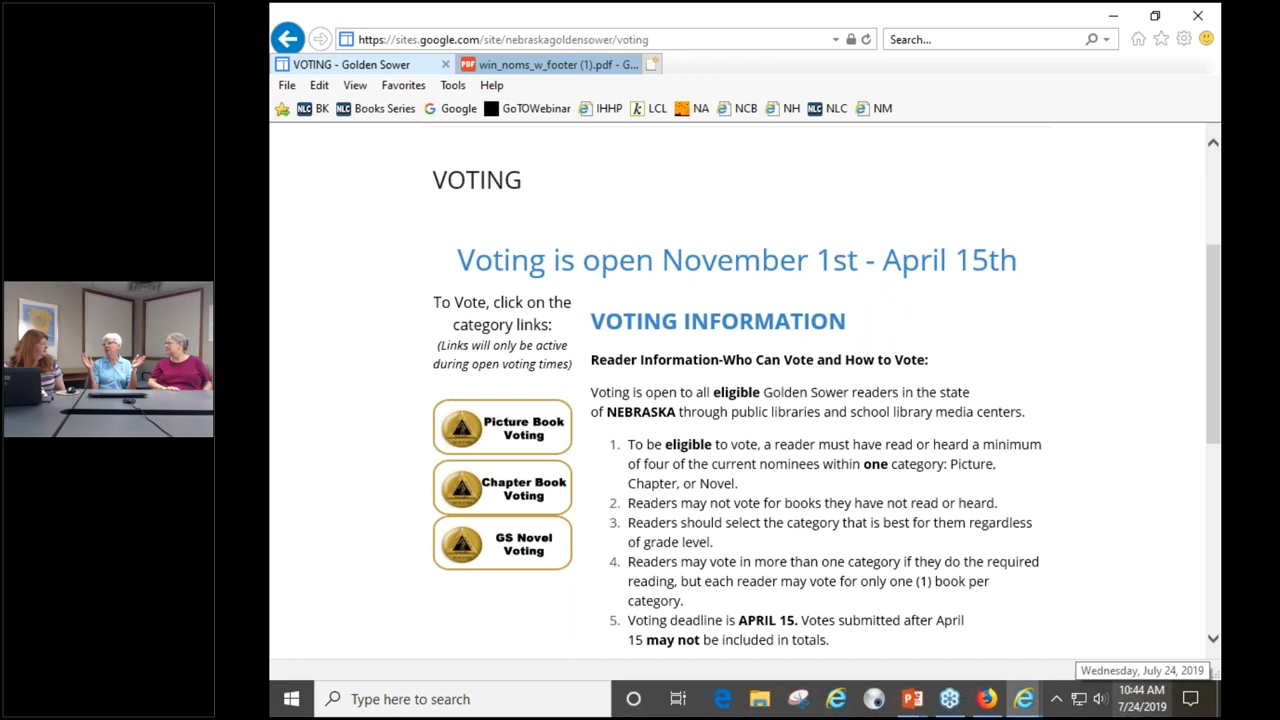 https://sites.google.com/site/nebraskagoldensower/voting
Search...
VOTING - Golden Sower
PDF
win_noms_w_footer (1).pdf - G...
File Edit View Favorites Tools Help
NLC BK NLC Books Series G Google GoTOWebinar IHHP k LCL NA NCB NH NLC NLC NM
VOTING
Voting is open November 1st - April 15th
To Vote, click on the
category links:
(Links will only be active
during open voting times)
Picture Book
Voting
Chapter Book
Voting
GS Novel
Voting
VOTING INFORMATION
Reader Information-Who Can Vote and How to Vote:
Voting is open to all eligible Golden Sower readers in the state
of NEBRASKA through public libraries and school library media centers.
1. To be eligible to vote, a reader must have read or heard a minimum
of four of the current nominees within one category: Picture,
Chapter, or Novel.
2. Readers may not vote for books they have not read or heard.
3. Readers should select the category that is best for them regardless
of grade level.
4. Readers may vote in more than one category if they do the required
reading, but each reader may vote for only one (1) book per
category.
5. Voting deadline is APRIL 15. Votes submitted after April
15 may not be included in totals.
Wednesday, July 24, 2019
Type here to search
10:44 AM
7/24/2019